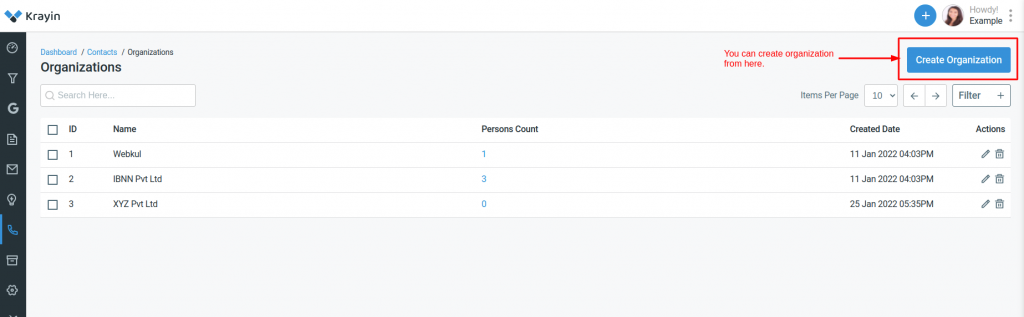 Krayin
Howdy!
Example
Dashboard / Contacts / Organizations
Organizations
You can create organization
from here.
Create Organization
Search Here...
Items Per Page 10 Filter +
ID Name Persons Count Created Date Actions
1 Webkul 1 11 Jan 2022 04:03PM
2 IBNN Pvt Ltd 3 11 Jan 2022 04:03PM
3 XYZ Pvt Ltd 0 25 Jan 2022 05:35PM